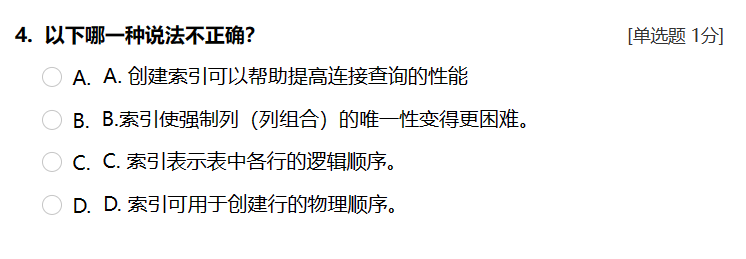 4. 以下哪一种说法不正确? [单选题 1分]
A. A. 创建索引可以帮助提高连接查询的性能
B. B.索引使强制列（列组合）的唯一性变得更困难。
C. C. 索引表示表中各行的逻辑顺序。
D. D. 索引可用于创建行的物理顺序。